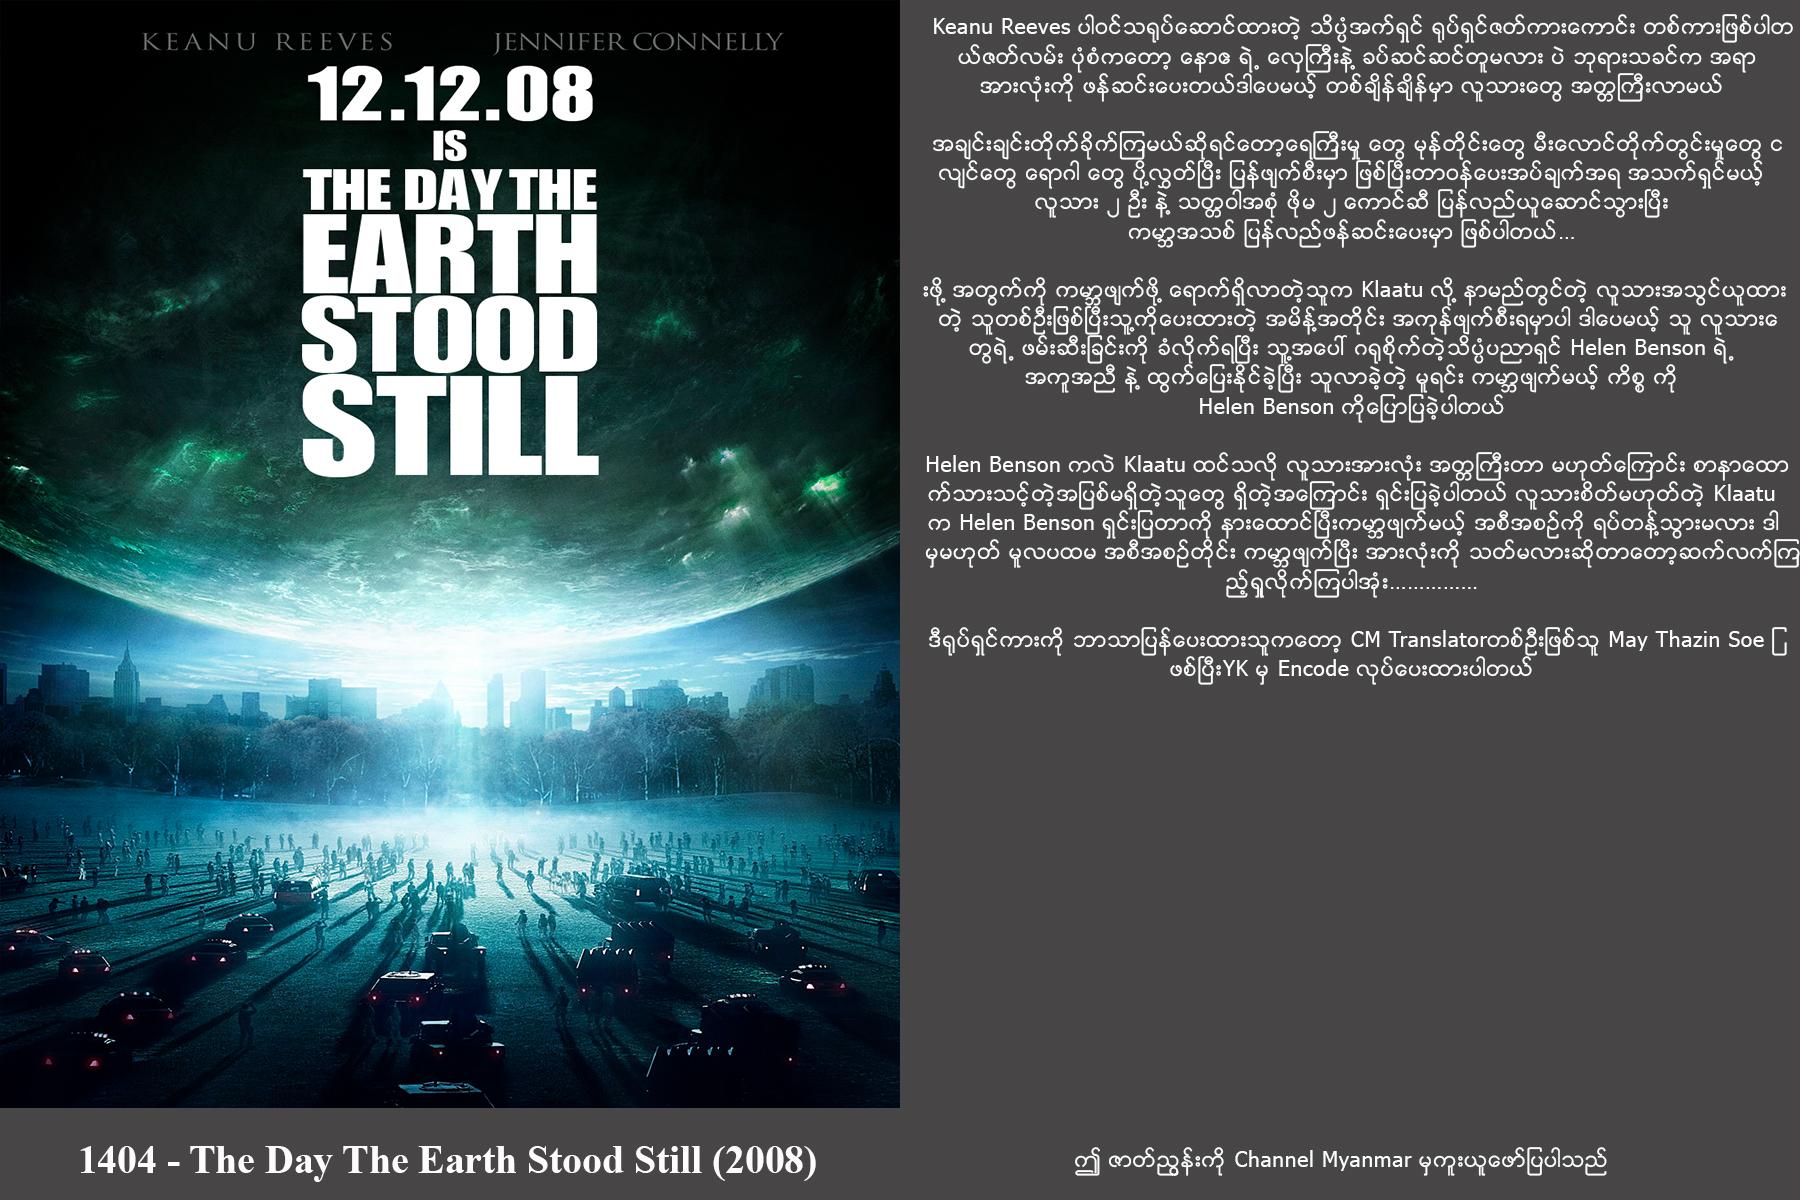 KEANU REEVES JENNIFER CONNELLY
12.12.08
IS
THE DAY THE
EARTH
STOOD
STILL
1404 - The Day The Earth Stood Still (2008)
Keanu Reeves ပါဝင်သရုပ်ဆောင်ထားတဲ့ သိပ္ပံအက်ရှင် ရုပ်ရှင်ဇတ်ကားကောင်း တစ်ကားဖြစ်ပါတ
ယ်ဇတ်လမ်း ပုံစံကတော့ နောဧ ရဲ့ လှေကြီးနဲ့ ခပ်ဆင်ဆင်တူမလား ပဲ ဘုရားသခင်က အရာ
အားလုံးကို ဖန်ဆင်းပေးတယ်ဒါပေမယ့် တစ်ချိန်ချိန်မှာ လူသားတွေ အတ္တကြီးလာမယ်
အချင်းချင်းတိုက်ခိုက်ကြမယ်ဆိုရင်တော့ရေကြီးမှု တွေ မုန်တိုင်းတွေ မီးလောင်တိုက်တွင်းမှုတွေ င
လျင်တွေ ရောဂါ တွေ ပို့လွှတ်ပြီး ပြန်ဖျက်စီးမှာ ဖြစ်ပြီးတာဝန်ပေးအပ်ချက်အရ အသက်ရှင်မယ့်
လူသား ၂ ဦး နဲ့ သတ္တဝါအစုံ ဖိုမ ၂ ကောင်ဆီ ပြန်လည်ယူဆောင်သွားပြီး
ကမ္ဘာအသစ် ပြန်လည်ဖန်ဆင်းပေးမှာ ဖြစ်ပါတယ်...
းဖို့ အတွက်ကို ကမ္ဘာဖျက်ဖို့ ရောက်ရှိလာတဲ့သူက Klaatu လို့ နာမည်တွင်တဲ့ လူသားအသွင်ယူထား
တဲ့ သူတစ်ဦးဖြစ်ပြီးသူ့ကိုပေးထားတဲ့ အမိန့်အတိုင်း အကုန်ဖျက်စီးရမှာပါ ဒါပေမယ့် သူ လူသားေ
တွရဲ့ ဖမ်းဆီးခြင်းကို ခံလိုက်ရပြီး သူ့အပေါ် ဂရုစိုက်တဲ့သိပ္ပံပညာရှင် Helen Benson ရဲ့
အကူအညီ နဲ့ ထွက်ပြေးနိုင်ခဲ့ပြီး သူလာခဲ့တဲ့ မူရင်း ကမ္ဘာဖျက်မယ့် ကိစ္စ ကို
Helen Benson ကိုပြောပြခဲ့ပါတယ်
Helen Benson ကလဲ Klaatu ထင်သလို လူသားအားလုံး အတ္တကြီးတာ မဟုတ်ကြောင်း စာနာထော
က်သားသင့်တဲ့အပြစ်မရှိတဲ့သူတွေ ရှိတဲ့အကြောင်း ရှင်းပြခဲ့ပါတယ် လူသားစိတ်မဟုတ်တဲ့ Klaatu
က Helen Benson ရှင်းပြတာကို နားထောင်ပြီးကမ္ဘာဖျက်မယ့် အစီအစဉ်ကို ရပ်တန့်သွားမလား ဒါ
မှမဟုတ် မူလပထမ အစီအစဉ်တိုင်း ကမ္ဘာဖျက်ပြီး အားလုံးကို သတ်မလားဆိုတာတော့ဆက်လက်ကြ
ည့်ရှုလိုက်ကြပါအုံး...............
ဒီရုပ်ရှင်ကားကို ဘာသာပြန်ပေးထားသူကတော့ CM Translatorတစ်ဦးဖြစ်သူ May Thazin Soe ြ
ဖစ်ပြီးYK မှ Encode လုပ်ပေးထားပါတယ်
ဤ ဇာတ်ညွှန်းကို Channel Myanmar မှကူးယူဖော်ပြပါသည်